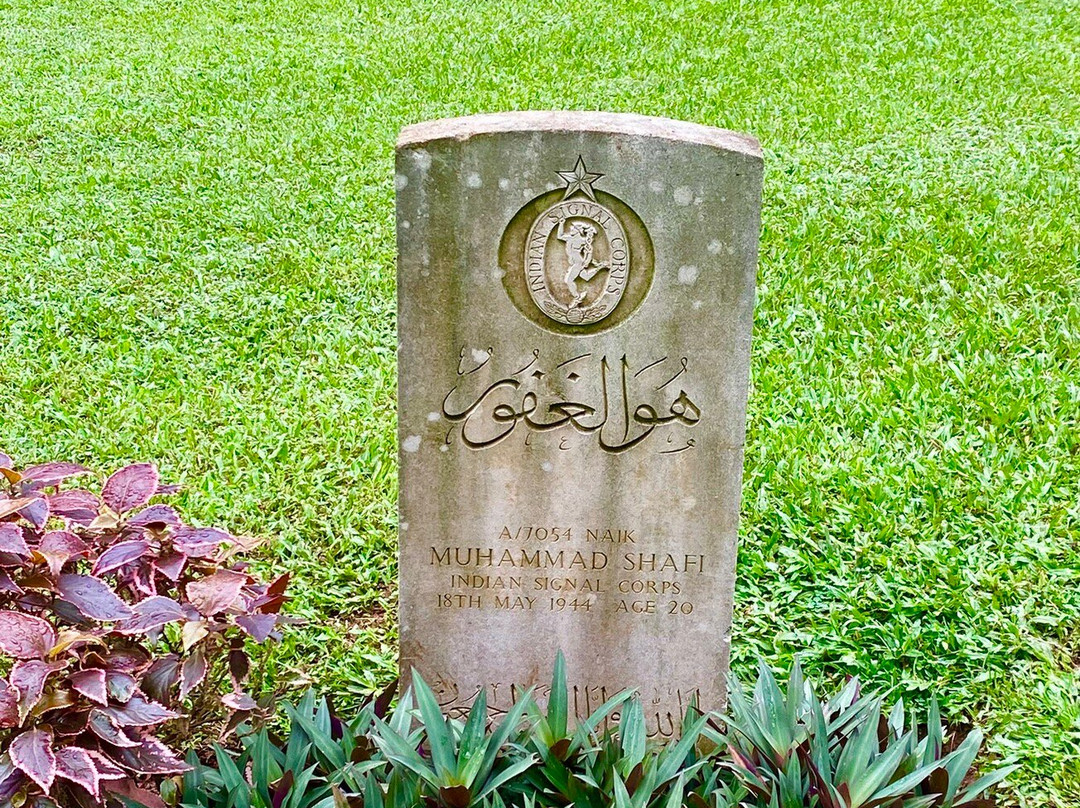 INDIAN SIGNAL CORPS
هو الغفور
A/7054 NAIK
MUHAMMAD SHAFI
INDIAN SIGNAL CORPS
18TH MAY 1944 AGE 20